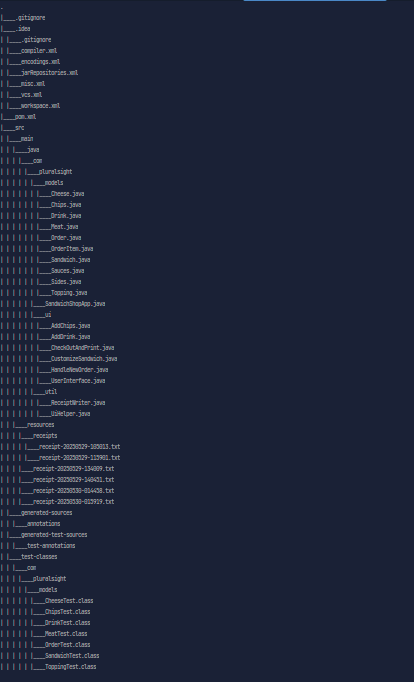 .
|____.gitignore
|____.idea
| |____.gitignore
| |____compiler.xml
| |____encodings.xml
| |____jarRepositories.xml
| |____misc.xml
| |____vcs.xml
| |____workspace.xml
|____pom.xml
|____src
| |____main
| | |____java
| | | |____com
| | | | |____pluralsight
| | | | | |____models
| | | | | | |____Cheese.java
| | | | | | |____Chips.java
| | | | | | |____Drink.java
| | | | | | |____Meat.java
| | | | | | |____Order.java
| | | | | | |____OrderItem.java
| | | | | | |____Sandwich.java
| | | | | | |____Sauces.java
| | | | | | |____Sides.java
| | | | | | |____Topping.java
| | | | | |____SandwichShopApp.java
| | | | | |____ui
| | | | | | |____AddChips.java
| | | | | | |____AddDrink.java
| | | | | | |____CheckOutAndPrint.java
| | | | | | |____CustomizeSandwich.java
| | | | | | |____HandleNewOrder.java
| | | | | | |____UserInterface.java
| | | | | |____util
| | | | | | |____ReceiptWriter.java
| | | | | | |____UiHelper.java
| | |____resources
| | | |____receipts
| | | | |____receipt-20250529-105013.txt
| | | | |____receipt-20250529-115901.txt
| | | |____receipt-20250529-134009.txt
| | | |____receipt-20250529-140451.txt
| | | |____receipt-20250530-014458.txt
| | | |____receipt-20250530-015919.txt
| |____generated-sources
| | |____annotations
| |____generated-test-sources
| | |____test-annotations
| |____test-classes
| | |____com
| | | |____pluralsight
| | | | |____models
| | | | | |____CheeseTest.class
| | | | | |____ChipsTest.class
| | | | | |____DrinkTest.class
| | | | | |____MeatTest.class
| | | | | |____OrderTest.class
| | | | | |____SandwichTest.class
| | | | | |____ToppingTest.class